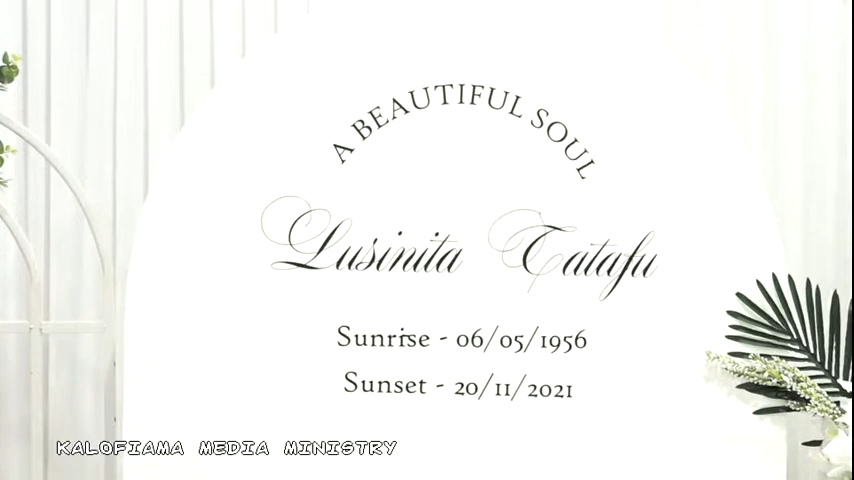 A BEAUTIFUL SOUL
Lusinita Tatafu
Sunrise - 06/05/1956
Sunset - 20/11/2021
KALOFIAMA MEDIA MINISTRY